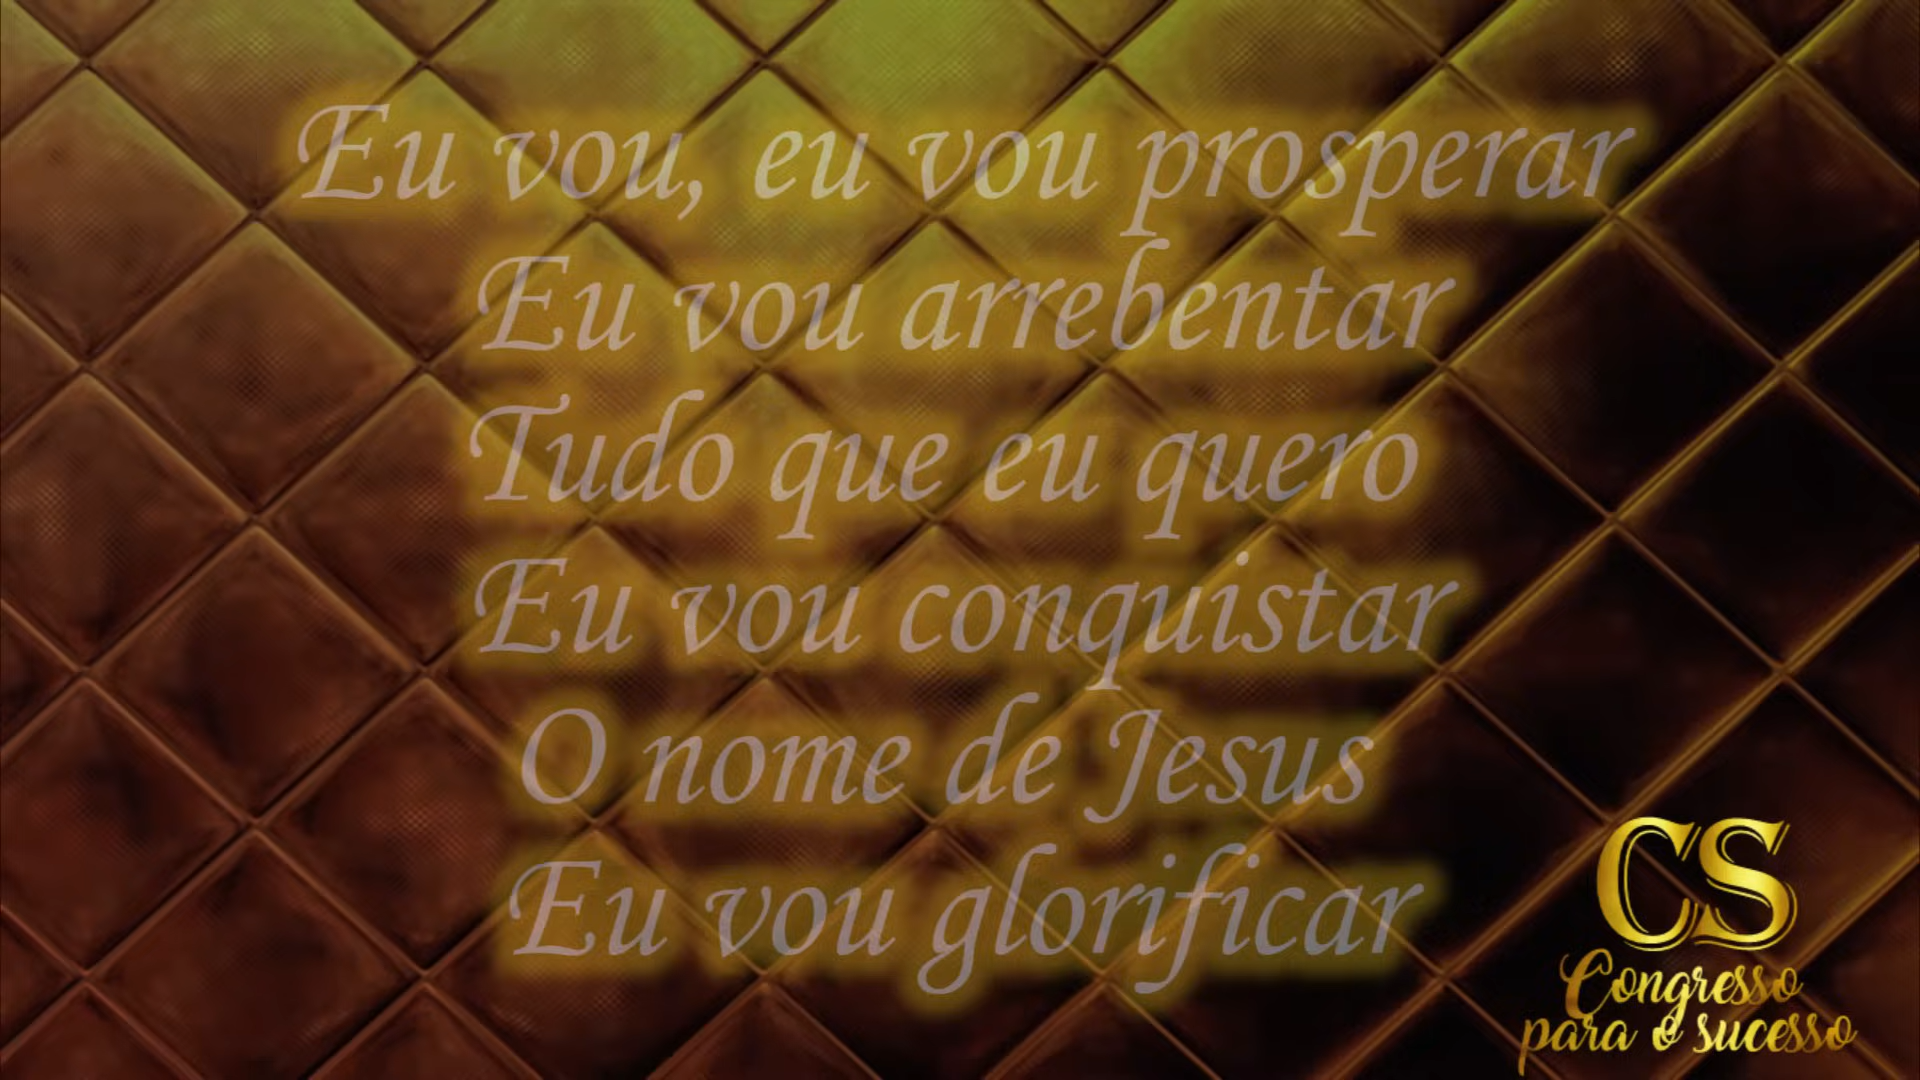 Eu vou, eu vou prosperar
Eu vou arrebentar
Tudo que eu quero
Eu vou conquistar
O nome de Jesus
Eu vou glorificar
CS
Congresso
para o sucesso